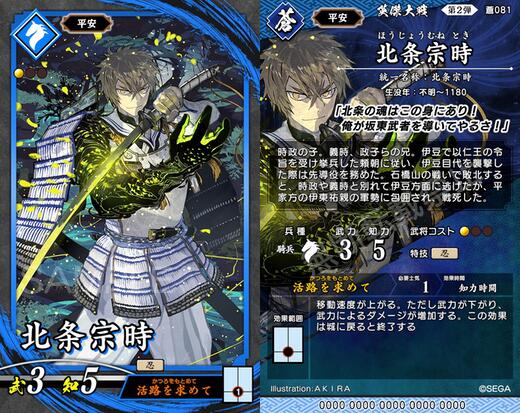 平安
北条宗時
忍
武3 知5
かつろをもとめて
活路を求めて
1
蒼
平安
英傑大戦
第2弾
蒼081
ほうじょうむね とき
北条宗時
統一名称:北条宗時
生没年:不明~1180
「北条の魂はこの身にあり!
俺が坂東武者を導いてやるさ!」
時政の子。義時、政子らの兄。伊豆で以仁王の令
旨を受け挙兵した頼朝に従い、伊豆目代を襲撃し
た際は先導役を務めた。石橋山の戦いで敗北する
と、時政や義時と別れて伊豆方面に逃げたが、平
家方の伊東祐親の軍勢に包囲され、戦死した。
兵種 武力 知力 武将コスト
騎兵 3 5
特技 忍
かつろをもとめて 必要士気 効果時間
活路を求めて 1 知力時間
効果範囲
移動速度が上がる。ただし武力が下がり、
武力によるダメージが増加する。この効果
は城に戻ると終了する
Illustration:AKIRA
©SEGA
0000 0000 0000 0000 0000